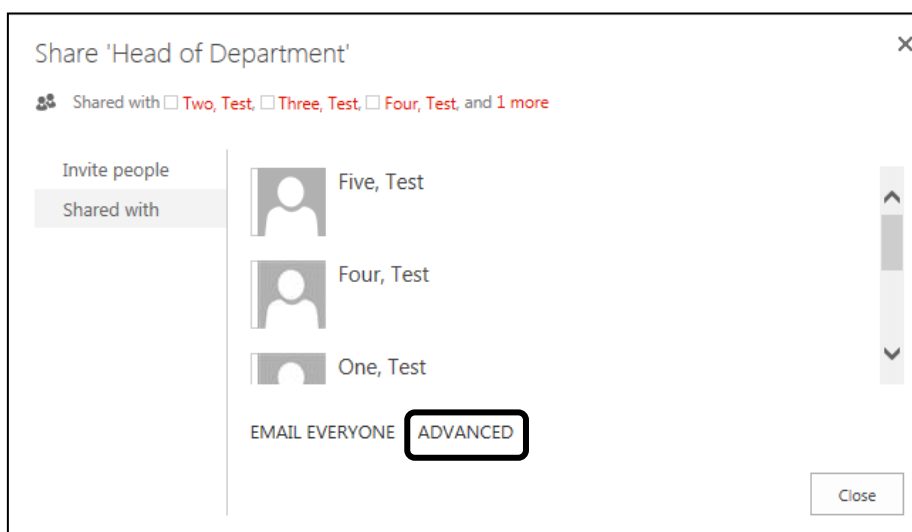 Share 'Head of Department'
Shared with Two, Test, Three, Test, Four, Test, and 1 more
Invite people
Shared with
Five, Test
Four, Test
One, Test
EMAIL EVERYONE ADVANCED
Close